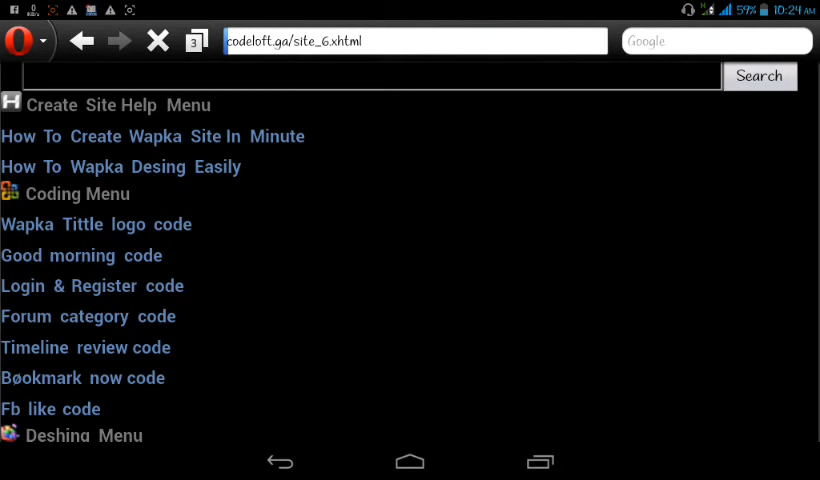 59% 10:24 AM
3 codeloft.ga/site_6.xhtml Google
Search
Create Site Help Menu
How To Create Wapka Site In Minute
How To Wapka Desing Easily
Coding Menu
Wapka Tittle logo code
Good morning code
Login & Register code
Forum category code
Timeline review code
Bøokmark now code
Fb like code
Deshing Menu